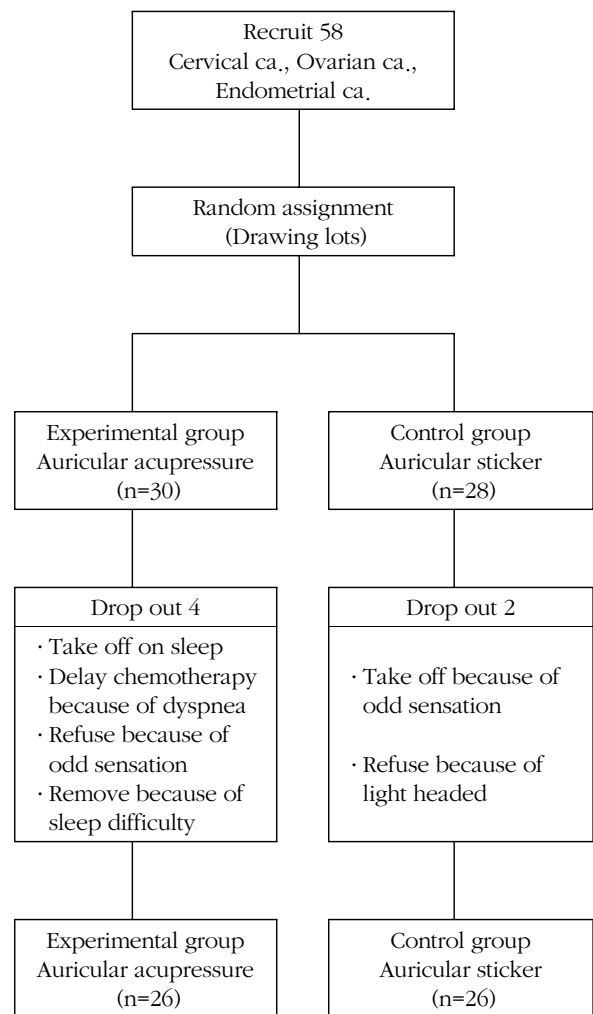 Recruit 58
Cervical ca., Ovarian ca.,
Endometrial ca.
Random assignment
(Drawing lots)
Experimental group
Auricular acupressure
(n=30)
Control group
Auricular sticker
(n=28)
Drop out 4
· Take off on sleep
· Delay chemotherapy
because of dyspnea
· Refuse because of
odd sensation
· Remove because of
sleep difficulty
Drop out 2
· Take off because of
odd sensation
· Refuse because of
light headed
Experimental group
Auricular acupressure
(n=26)
Control group
Auricular sticker
(n=26)